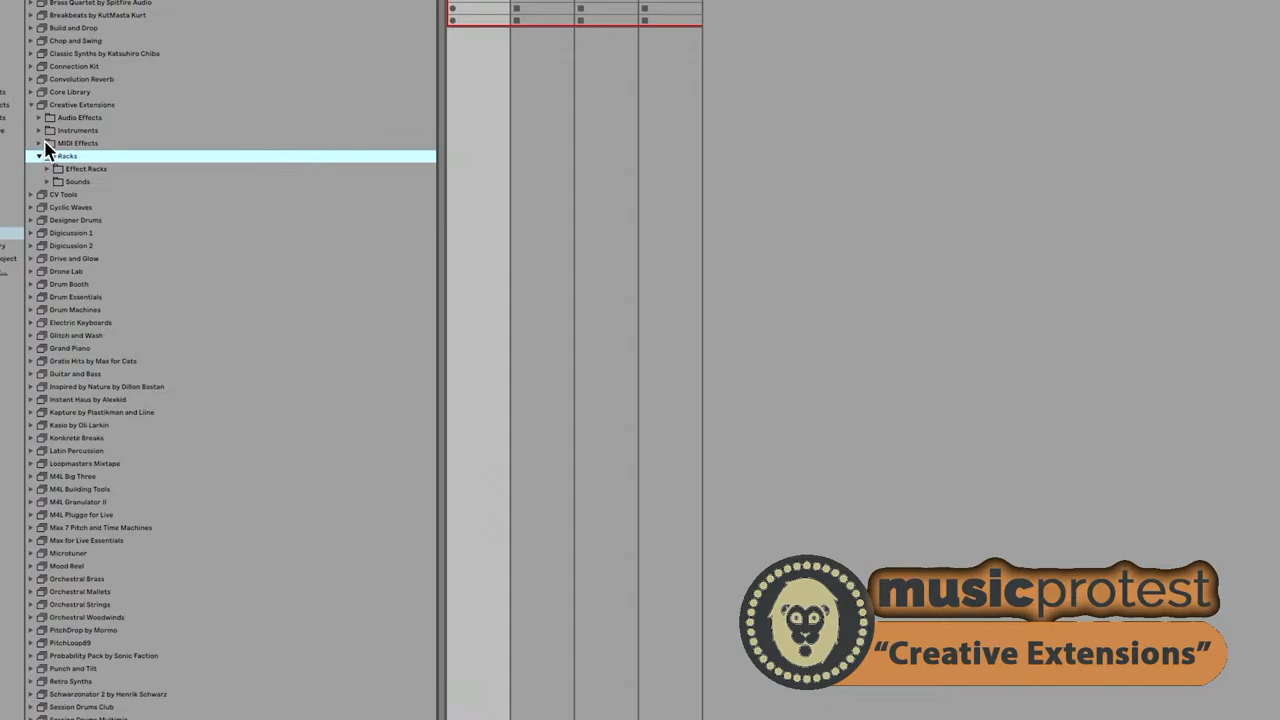 Brass Quartet by Spitfire Audio
Breakbeats by KutMasta Kurt
Build and Drop
Chop and Swing
Classic Synths by Katsuhiro Chiba
Connection Kit
Convolution Reverb
Core Library
Creative Extensions
Audio Effects
Instruments
MIDI Effects
Racks
Effect Racks
Sounds
CV Tools
Cyclic Waves
Designer Drums
Digicussion 1
Digicussion 2
Drive and Glow
Drone Lab
Drum Booth
Drum Essentials
Drum Machines
Electric Keyboards
Glitch and Wash
Grand Piano
Gratis Hits by Max for Cats
Guitar and Bass
Inspired by Nature by Dillon Bastan
Instant Haus by Alexkid
Kapture by Plastikman and Liine
Kasio by Oli Larkin
Konkrete Breaks
Latin Percussion
Loopmasters Mixtape
M4L Big Three
M4L Building Tools
M4L Granulator II
M4L Pluggo for Live
Max 7 Pitch and Time Machines
Max for Live Essentials
Microtuner
Mood Reel
Orchestral Brass
Orchestral Mallets
Orchestral Strings
Orchestral Woodwinds
PitchDrop by Mormo
PitchLoop89
Probability Pack by Sonic Faction
Punch and Tilt
Retro Synths
Schwarzonator 2 by Henrik Schwarz
Session Drums Club
Session Drums Multimic
musicprotest
“Creative Extensions”